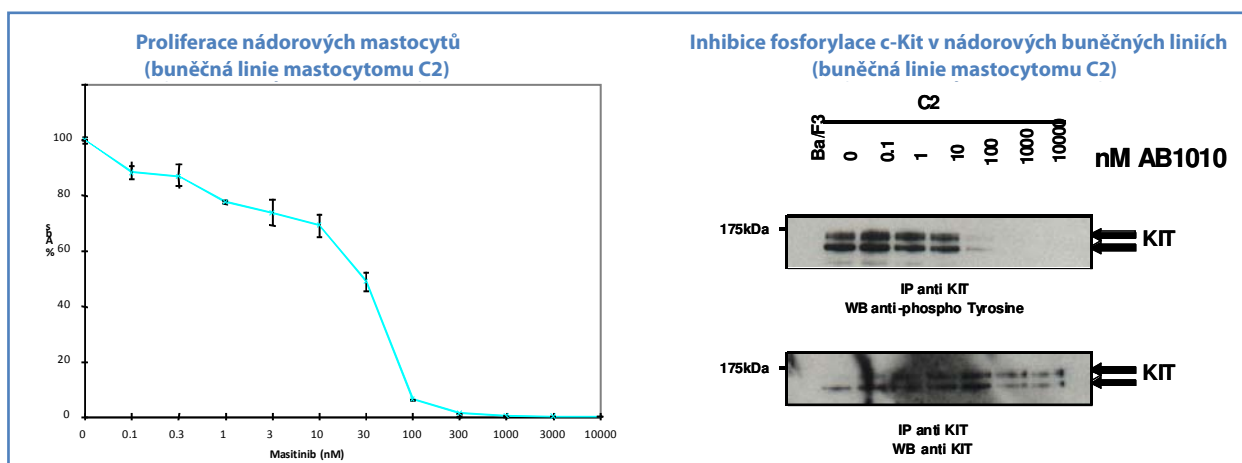 Proliferace nádorových mastocytů
(buněčná linie mastocytomu C2)
100
80
60
40
20
0
% Abs
0 0.1 0.3 1 3 10 30 100 300 1000 3000 10000
Masitinib (nM)
Inhibice fosforylace c-Kit v nádorových buněčných liniích
(buněčná linie mastocytomu C2)
C2
Ba/F3 0 0.1 1 10 100 1000 10000 nM AB1010
175kDa KIT
IP anti KIT
WB anti-phospho Tyrosine
175kDa KIT
IP anti KIT
WB anti KIT